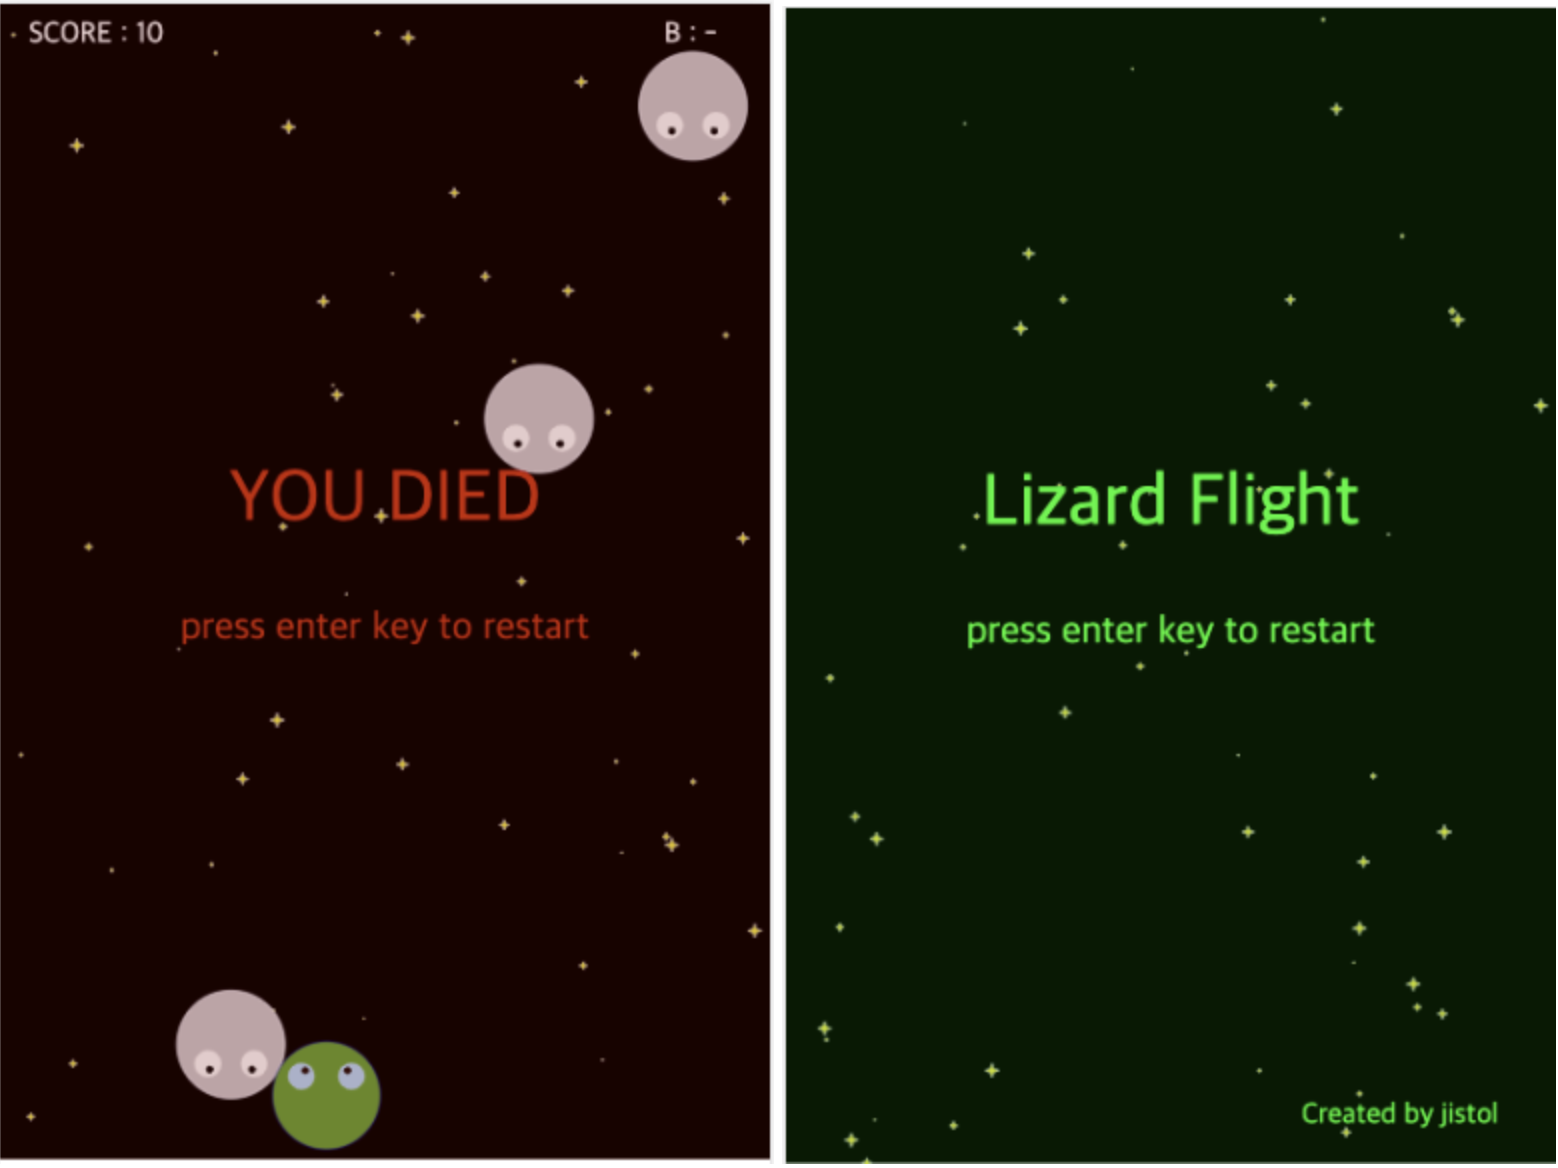 SCORE : 10
B : -
YOU DIED
press enter key to restart
Lizard Flight
press enter key to restart
Created by jistol